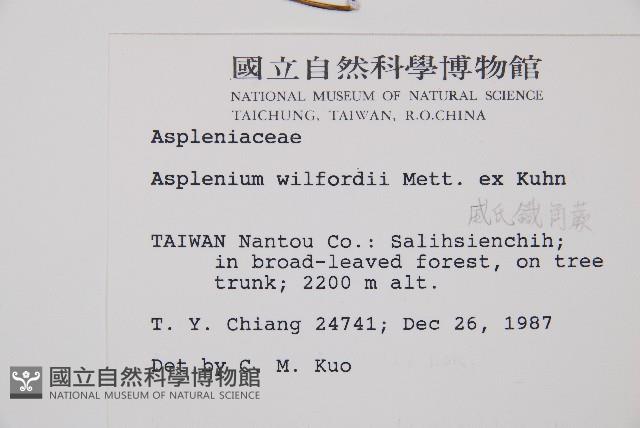 國立自然科學博物館
NATIONAL MUSEUM OF NATURAL SCIENCE
TAICHUNG, TAIWAN, R.O.CHINA
Aspleniaceae
Asplenium wilfordii Mett. ex Kuhn
威氏鐵角蕨
TAIWAN Nantou Co.: Salihsienchih;
in broad-leaved forest, on tree
trunk; 2200 m alt.
T. Y. Chiang 24741; Dec 26, 1987
Det by C. M. Kuo
國立自然科學博物館
NATIONAL MUSEUM OF NATURAL SCIENCE